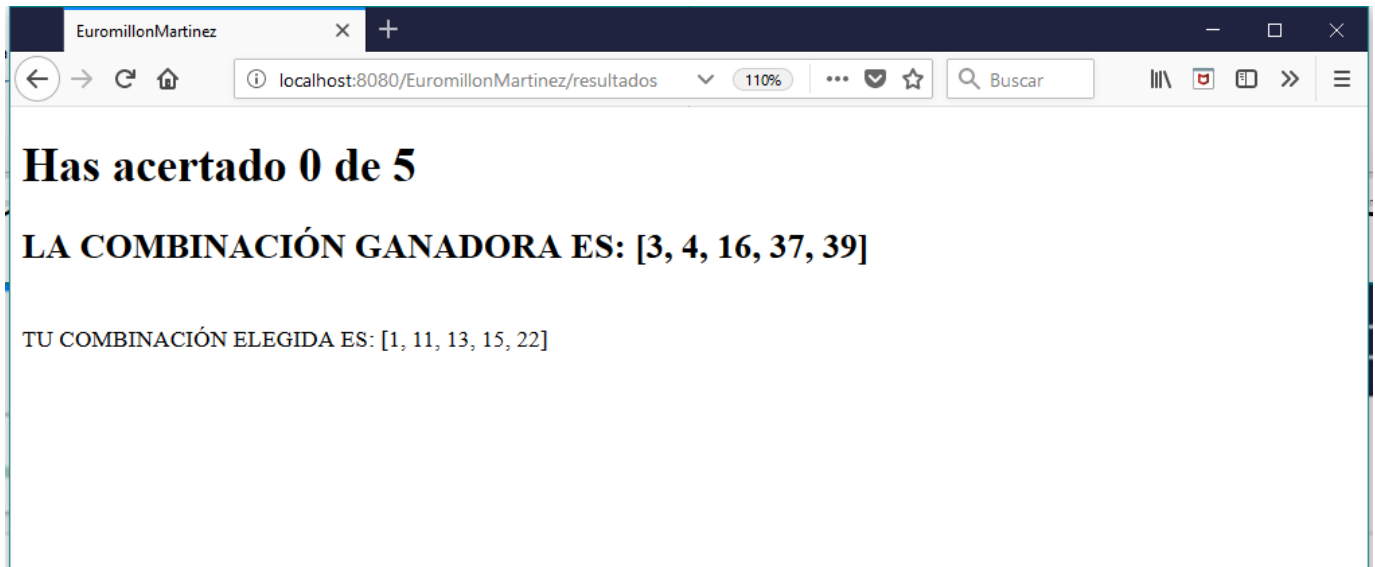 EuromillonMartinez
localhost:8080/EuromillonMartinez/resultados 110% Buscar
Has acertado 0 de 5
LA COMBINACIÓN GANADORA ES: [3, 4, 16, 37, 39]
TU COMBINACIÓN ELEGIDA ES: [1, 11, 13, 15, 22]